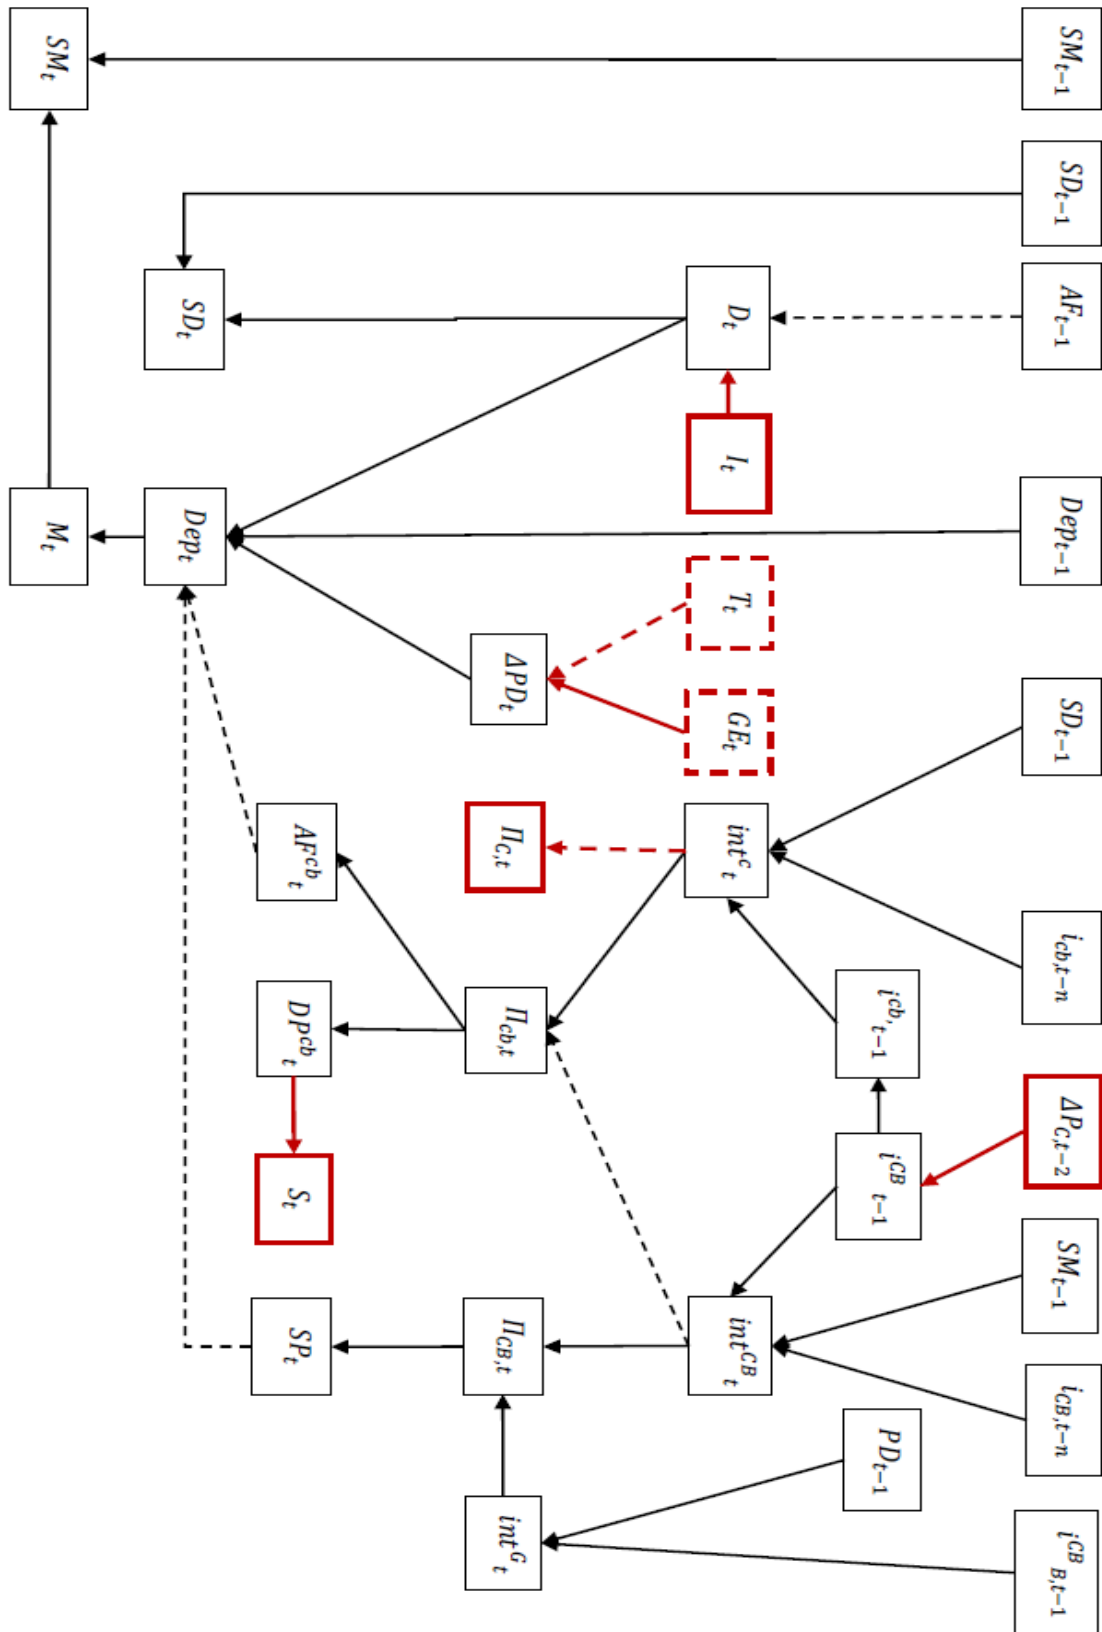 SM_{t-1}
SD_{t-1}
AF_{t-1}
Dep_{t-1}
SD_{t-1}
i_{cb,t-n}
ΔP_{C,t-2}
SM_{t-1}
i_{CB,t-n}
i^{CB}_{B,t-1}
i^{cb,}_{t-1}
i^{CB}_{t-1}
PD_{t-1}
D_t
I_t
T_t
GE_t
int^c_t
int^{CB}_t
ΔPD_t
Π_{C,t}
Π_{cb,t}
Π_{CB,t}
int^G_t
AF^{cb}_t
DP^{cb}_t
S_t
SP_t
SD_t
Dep_t
SM_t
M_t